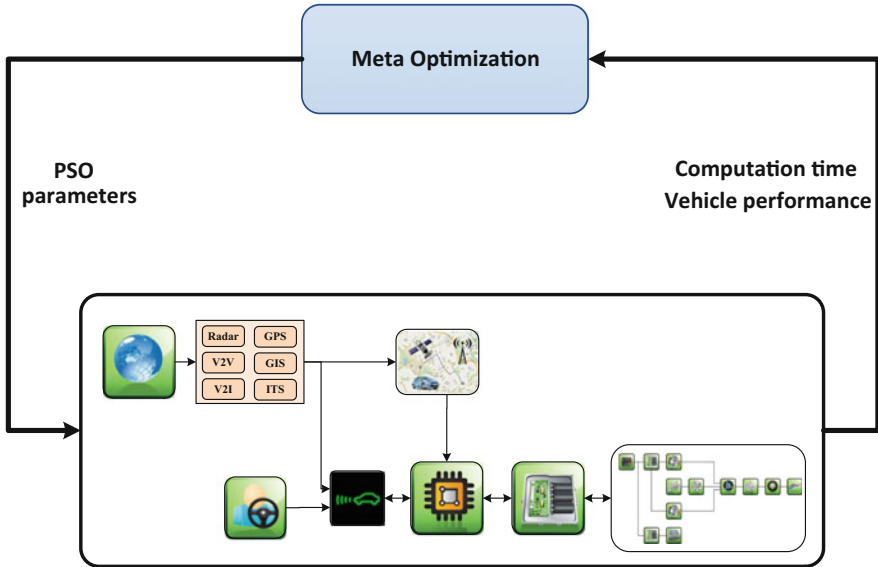 Meta Optimization
PSO
parameters
Computation time
Vehicle performance
Radar GPS
V2V GIS
V2I ITS